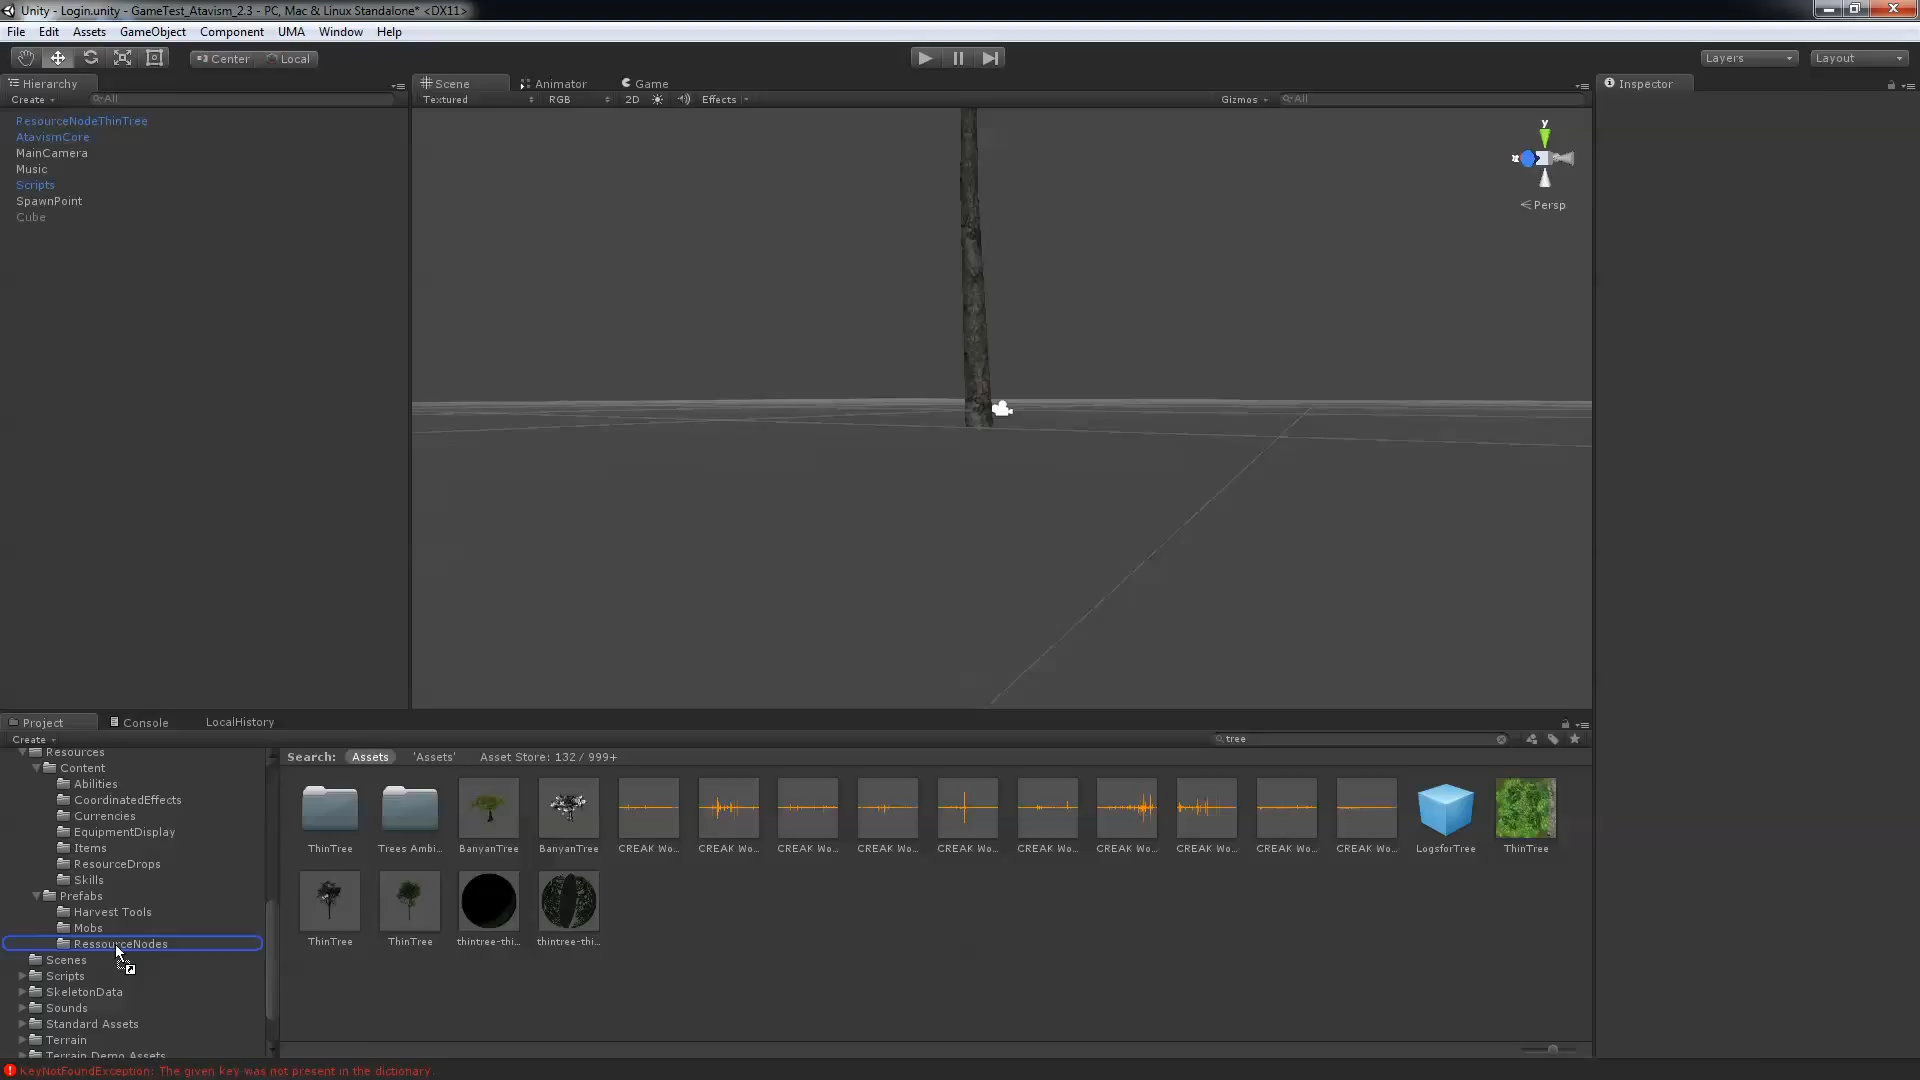 Unity - Login.unity - GameTest_Atavism_2.3 - PC, Mac & Linux Standalone* <DX11>
File Edit Assets GameObject Component UMA Window Help
Center Local Layers Layout
Hierarchy Scene Animator Game Inspector
Create All Textured RGB 2D Effects Gizmos All
ResourceNodeThinTree
AtavismCore
MainCamera
Music
Scripts
SpawnPoint
Cube
y
x
Persp
Project Console LocalHistory
Create tree
Search: Assets 'Assets' Asset Store: 132 / 999+
Resources
Content
Abilities
CoordinatedEffects
Currencies
EquipmentDisplay
Items
ResourceDrops
Skills
Prefabs
Harvest Tools
Mobs
RessourceNodes
Scenes
Scripts
SkeletonData
Sounds
Standard Assets
Terrain
Terrain Demo Assets
ThinTree Trees Ambi... BanyanTree BanyanTree CREAK Wo... CREAK Wo... CREAK Wo... CREAK Wo... CREAK Wo... CREAK Wo... CREAK Wo... CREAK Wo... CREAK Wo... CREAK Wo... LogsforTree ThinTree
ThinTree ThinTree thintree-thi... thintree-thi...
KeyNotFoundException: The given key was not present in the dictionary.